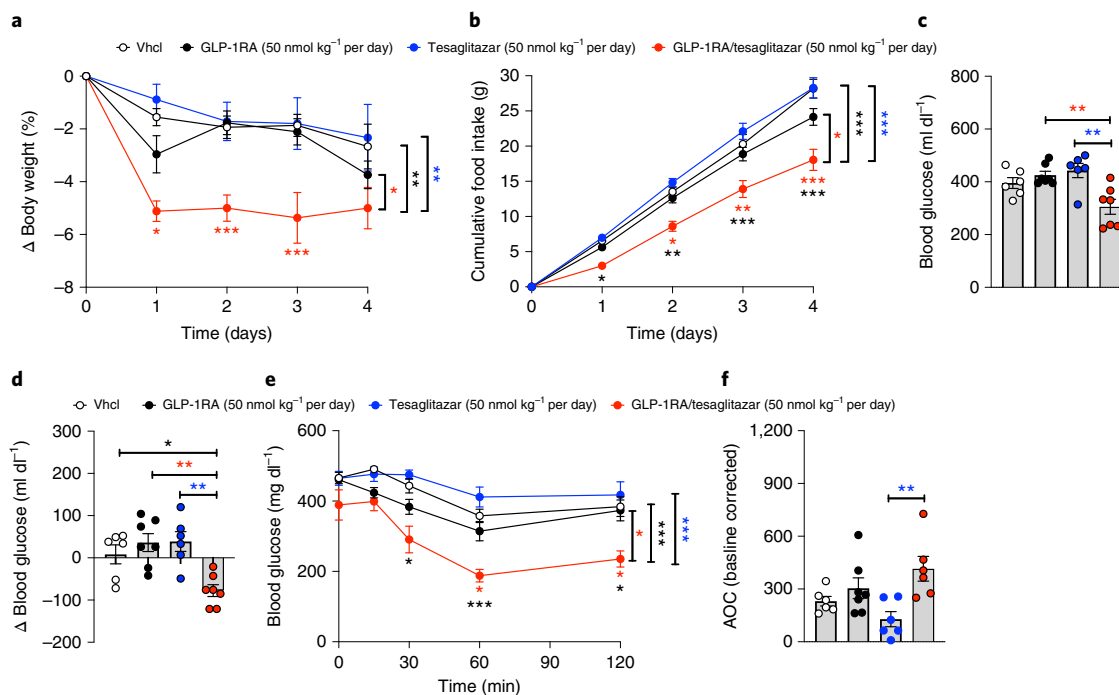 a
b
c
Vhcl GLP-1RA (50 nmol kg⁻¹ per day) Tesaglitazar (50 nmol kg⁻¹ per day) GLP-1RA/tesaglitazar (50 nmol kg⁻¹ per day)
Δ Body weight (%)
0
−2
−4
−6
−8
0 1 2 3 4
Time (days)
* *** ***
* ** **
Cumulative food intake (g)
30
25
20
15
10
5
0
0 1 2 3 4
Time (days)
* ** *** ***
* ** ***
* *** ***
Blood glucose (ml dl⁻¹)
800
600
400
200
0
**
**
d
e
f
Vhcl GLP-1RA (50 nmol kg⁻¹ per day) Tesaglitazar (50 nmol kg⁻¹ per day) GLP-1RA/tesaglitazar (50 nmol kg⁻¹ per day)
Δ Blood glucose (ml dl⁻¹)
300
200
100
0
−100
−200
*
**
**
Blood glucose (mg dl⁻¹)
600
400
200
0
0 30 60 90 120
Time (min)
* * *
*** *
* *** ***
AOC (baseline corrected)
1,200
900
600
300
0
**